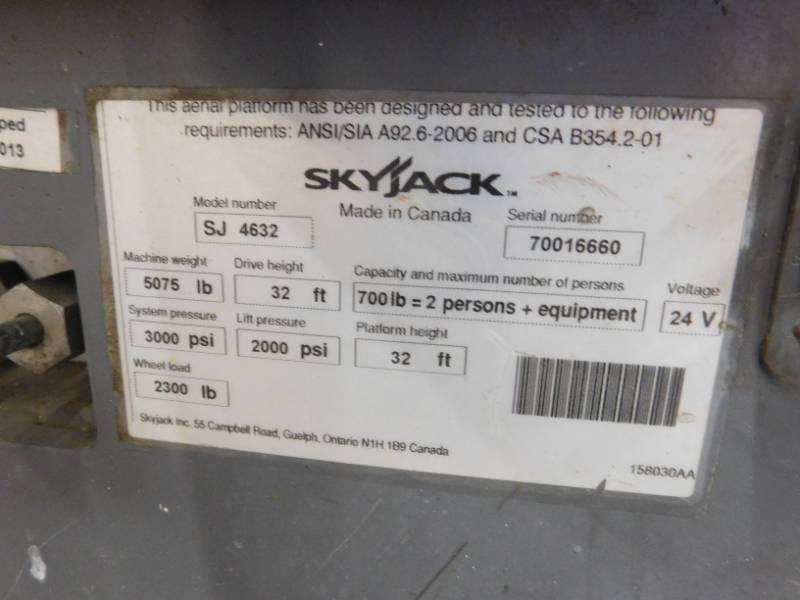 This aerial platform has been designed and tested to the following
requirements: ANSI/SIA A92.6-2006 and CSA B354.2-01
ped
013
SKYJACK™
Made in Canada
Model number
SJ 4632
Serial number
70016660
Machine weight
5075 lb
Drive height
32 ft
Capacity and maximum number of persons
700 lb = 2 persons + equipment
Voltage
24 V
System pressure
3000 psi
Lift pressure
2000 psi
Platform height
32 ft
Wheel load
2300 lb
Skyjack Inc. 55 Campbell Road, Guelph, Ontario N1H 1B9 Canada
158030AA